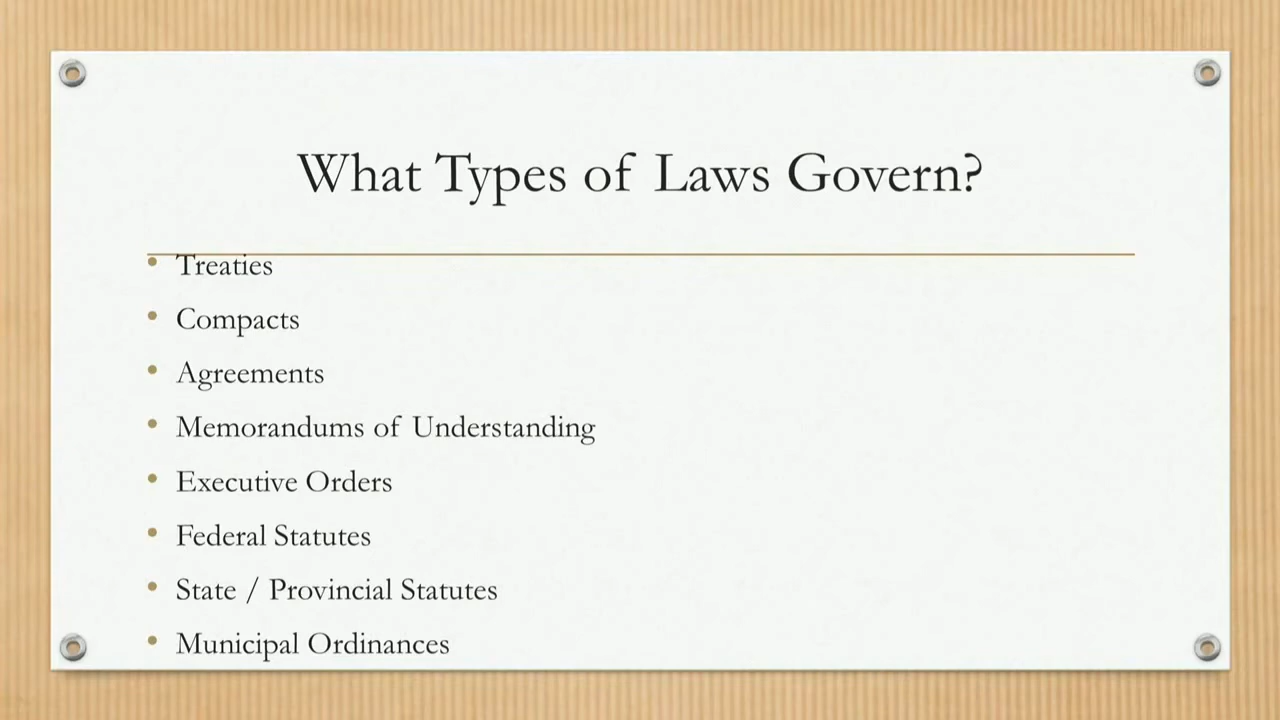 What Types of Laws Govern?
• Treaties
• Compacts
• Agreements
• Memorandums of Understanding
• Executive Orders
• Federal Statutes
• State / Provincial Statutes
• Municipal Ordinances